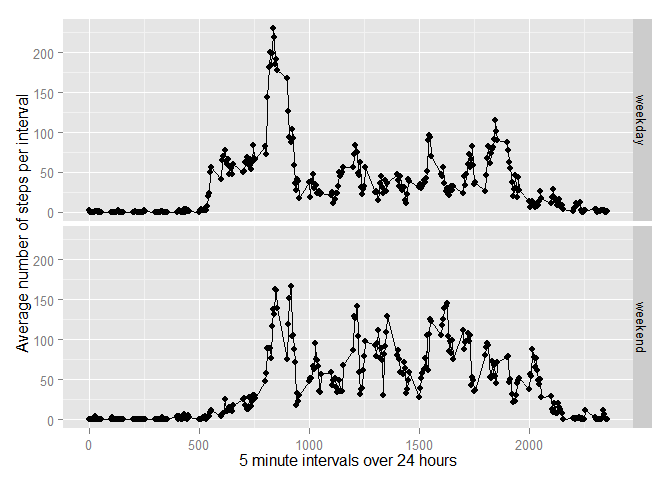 200
150
100
50
0
weekday
200
150
100
50
0
weekend
Average number of steps per interval
0 500 1000 1500 2000
5 minute intervals over 24 hours